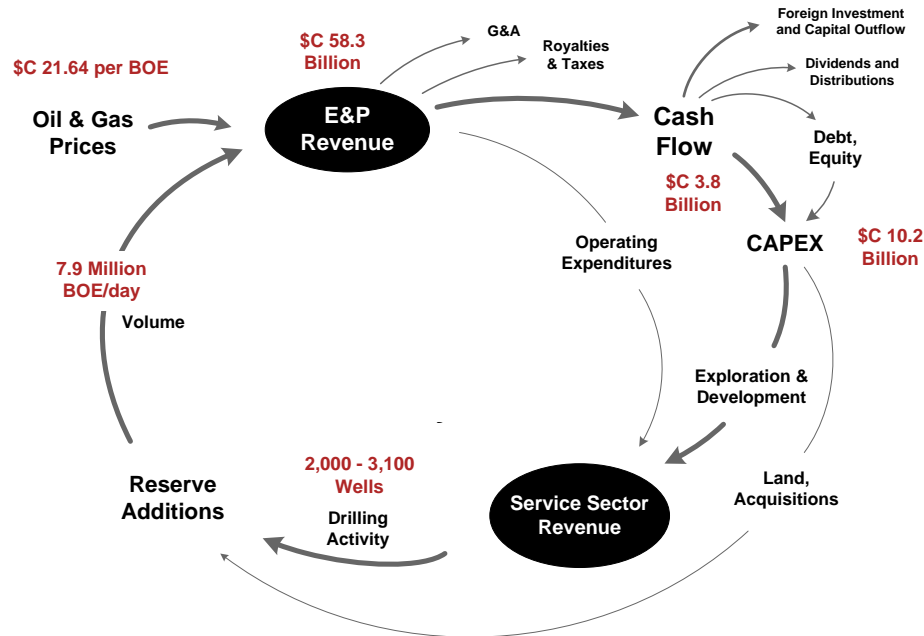 Foreign Investment
and Capital Outflow
G&A
$C 58.3
Billion
Royalties
& Taxes
$C 21.64 per BOE
Dividends and
Distributions
Oil & Gas
Prices
E&P
Revenue
Cash
Flow
Debt,
Equity
$C 3.8
Billion
CAPEX
$C 10.2
Billion
Operating
Expenditures
7.9 Million
BOE/day
Volume
Exploration &
Development
2,000 - 3,100
Wells
Reserve
Additions
Drilling
Activity
Service Sector
Revenue
Land,
Acquisitions